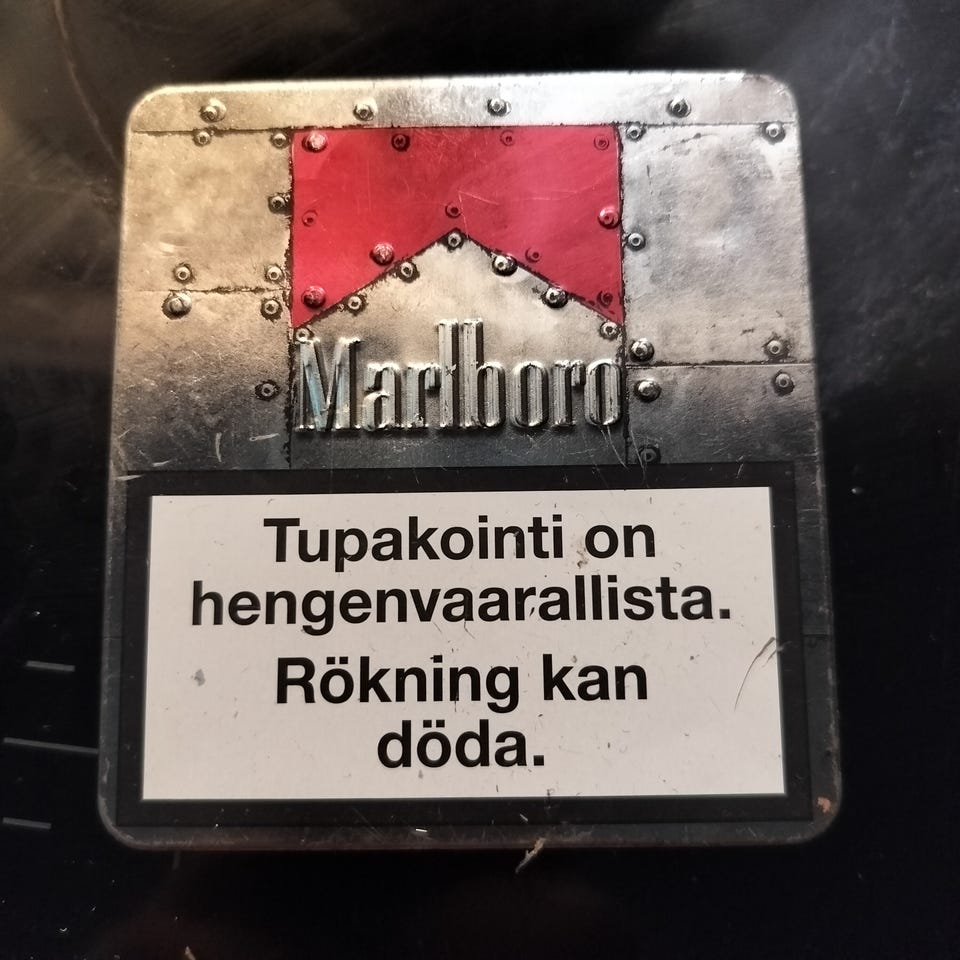 Marlboro
Tupakointi on
hengenvaarallista.
Rökning kan
döda.